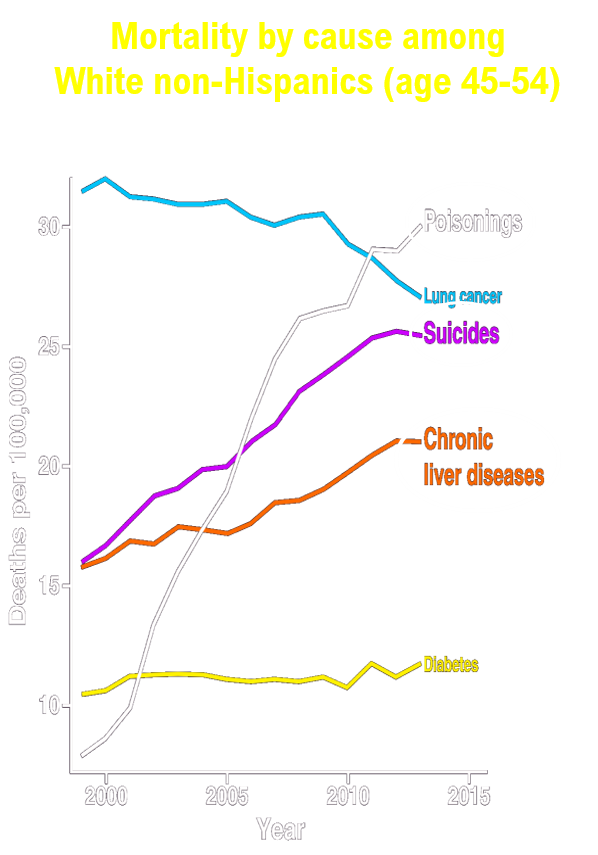 Mortality by cause among
White non-Hispanics (age 45-54)
Poisonings
30
Lung cancer
Suicides
25
Deaths per 100,000
Chronic
liver diseases
20
15
Diabetes
10
2000 2005 2010 2015
Year